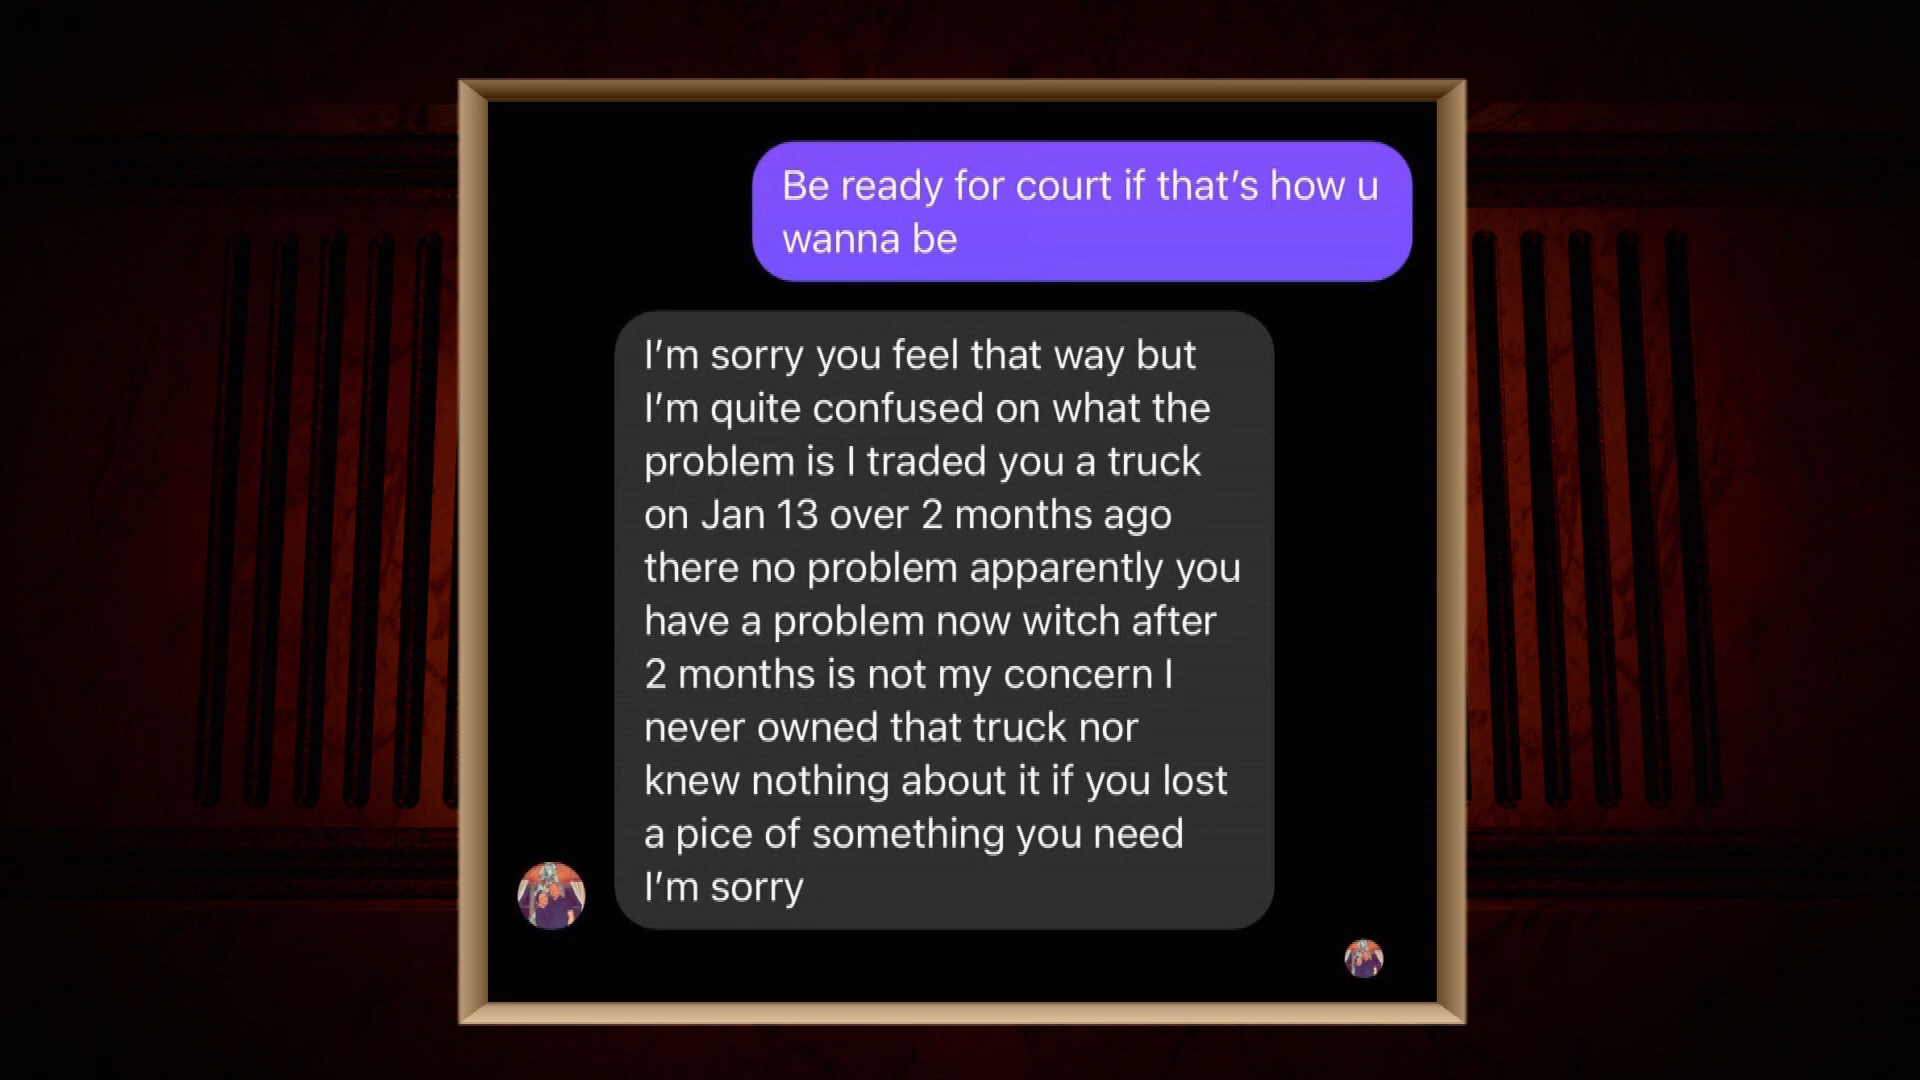 Be ready for court if that’s how u
wanna be
I’m sorry you feel that way but
I’m quite confused on what the
problem is I traded you a truck
on Jan 13 over 2 months ago
there no problem apparently you
have a problem now witch after
2 months is not my concern I
never owned that truck nor
knew nothing about it if you lost
a pice of something you need
I’m sorry